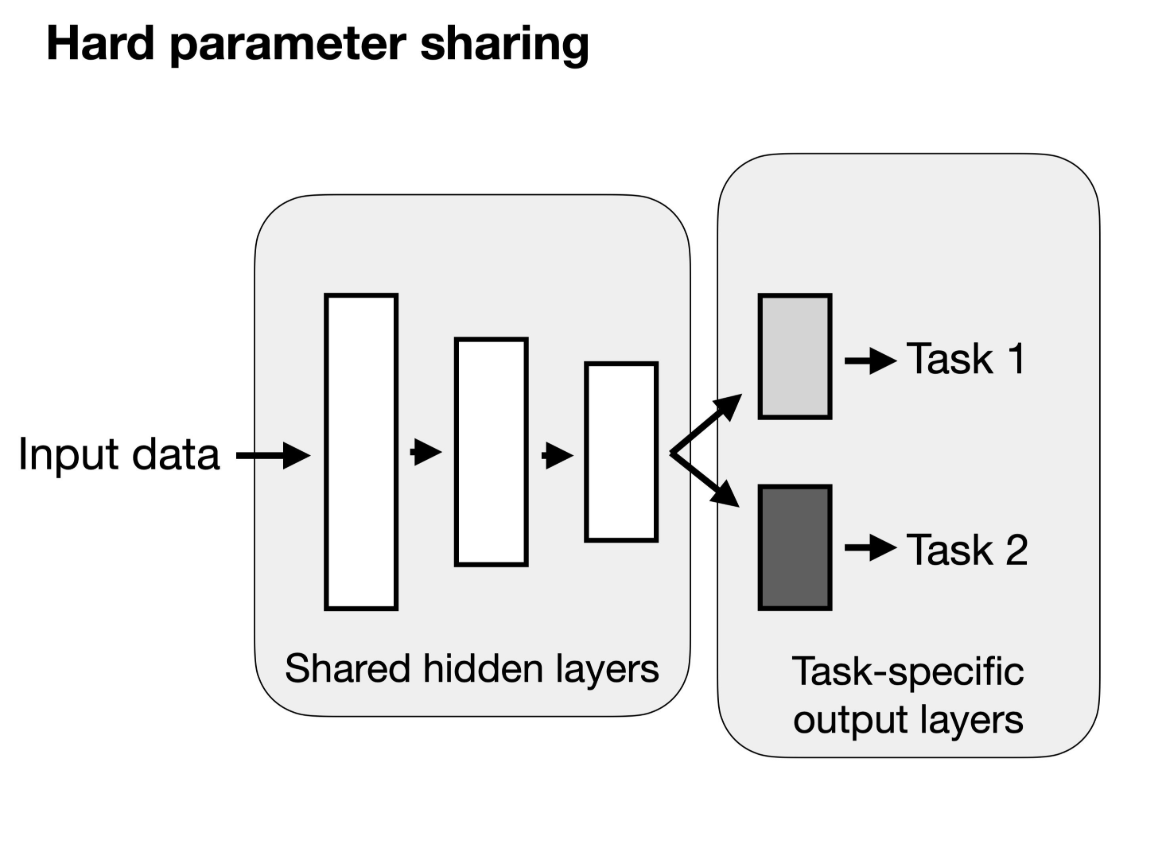 Hard parameter sharing
Input data
Task 1
Task 2
Shared hidden layers
Task-specific
output layers